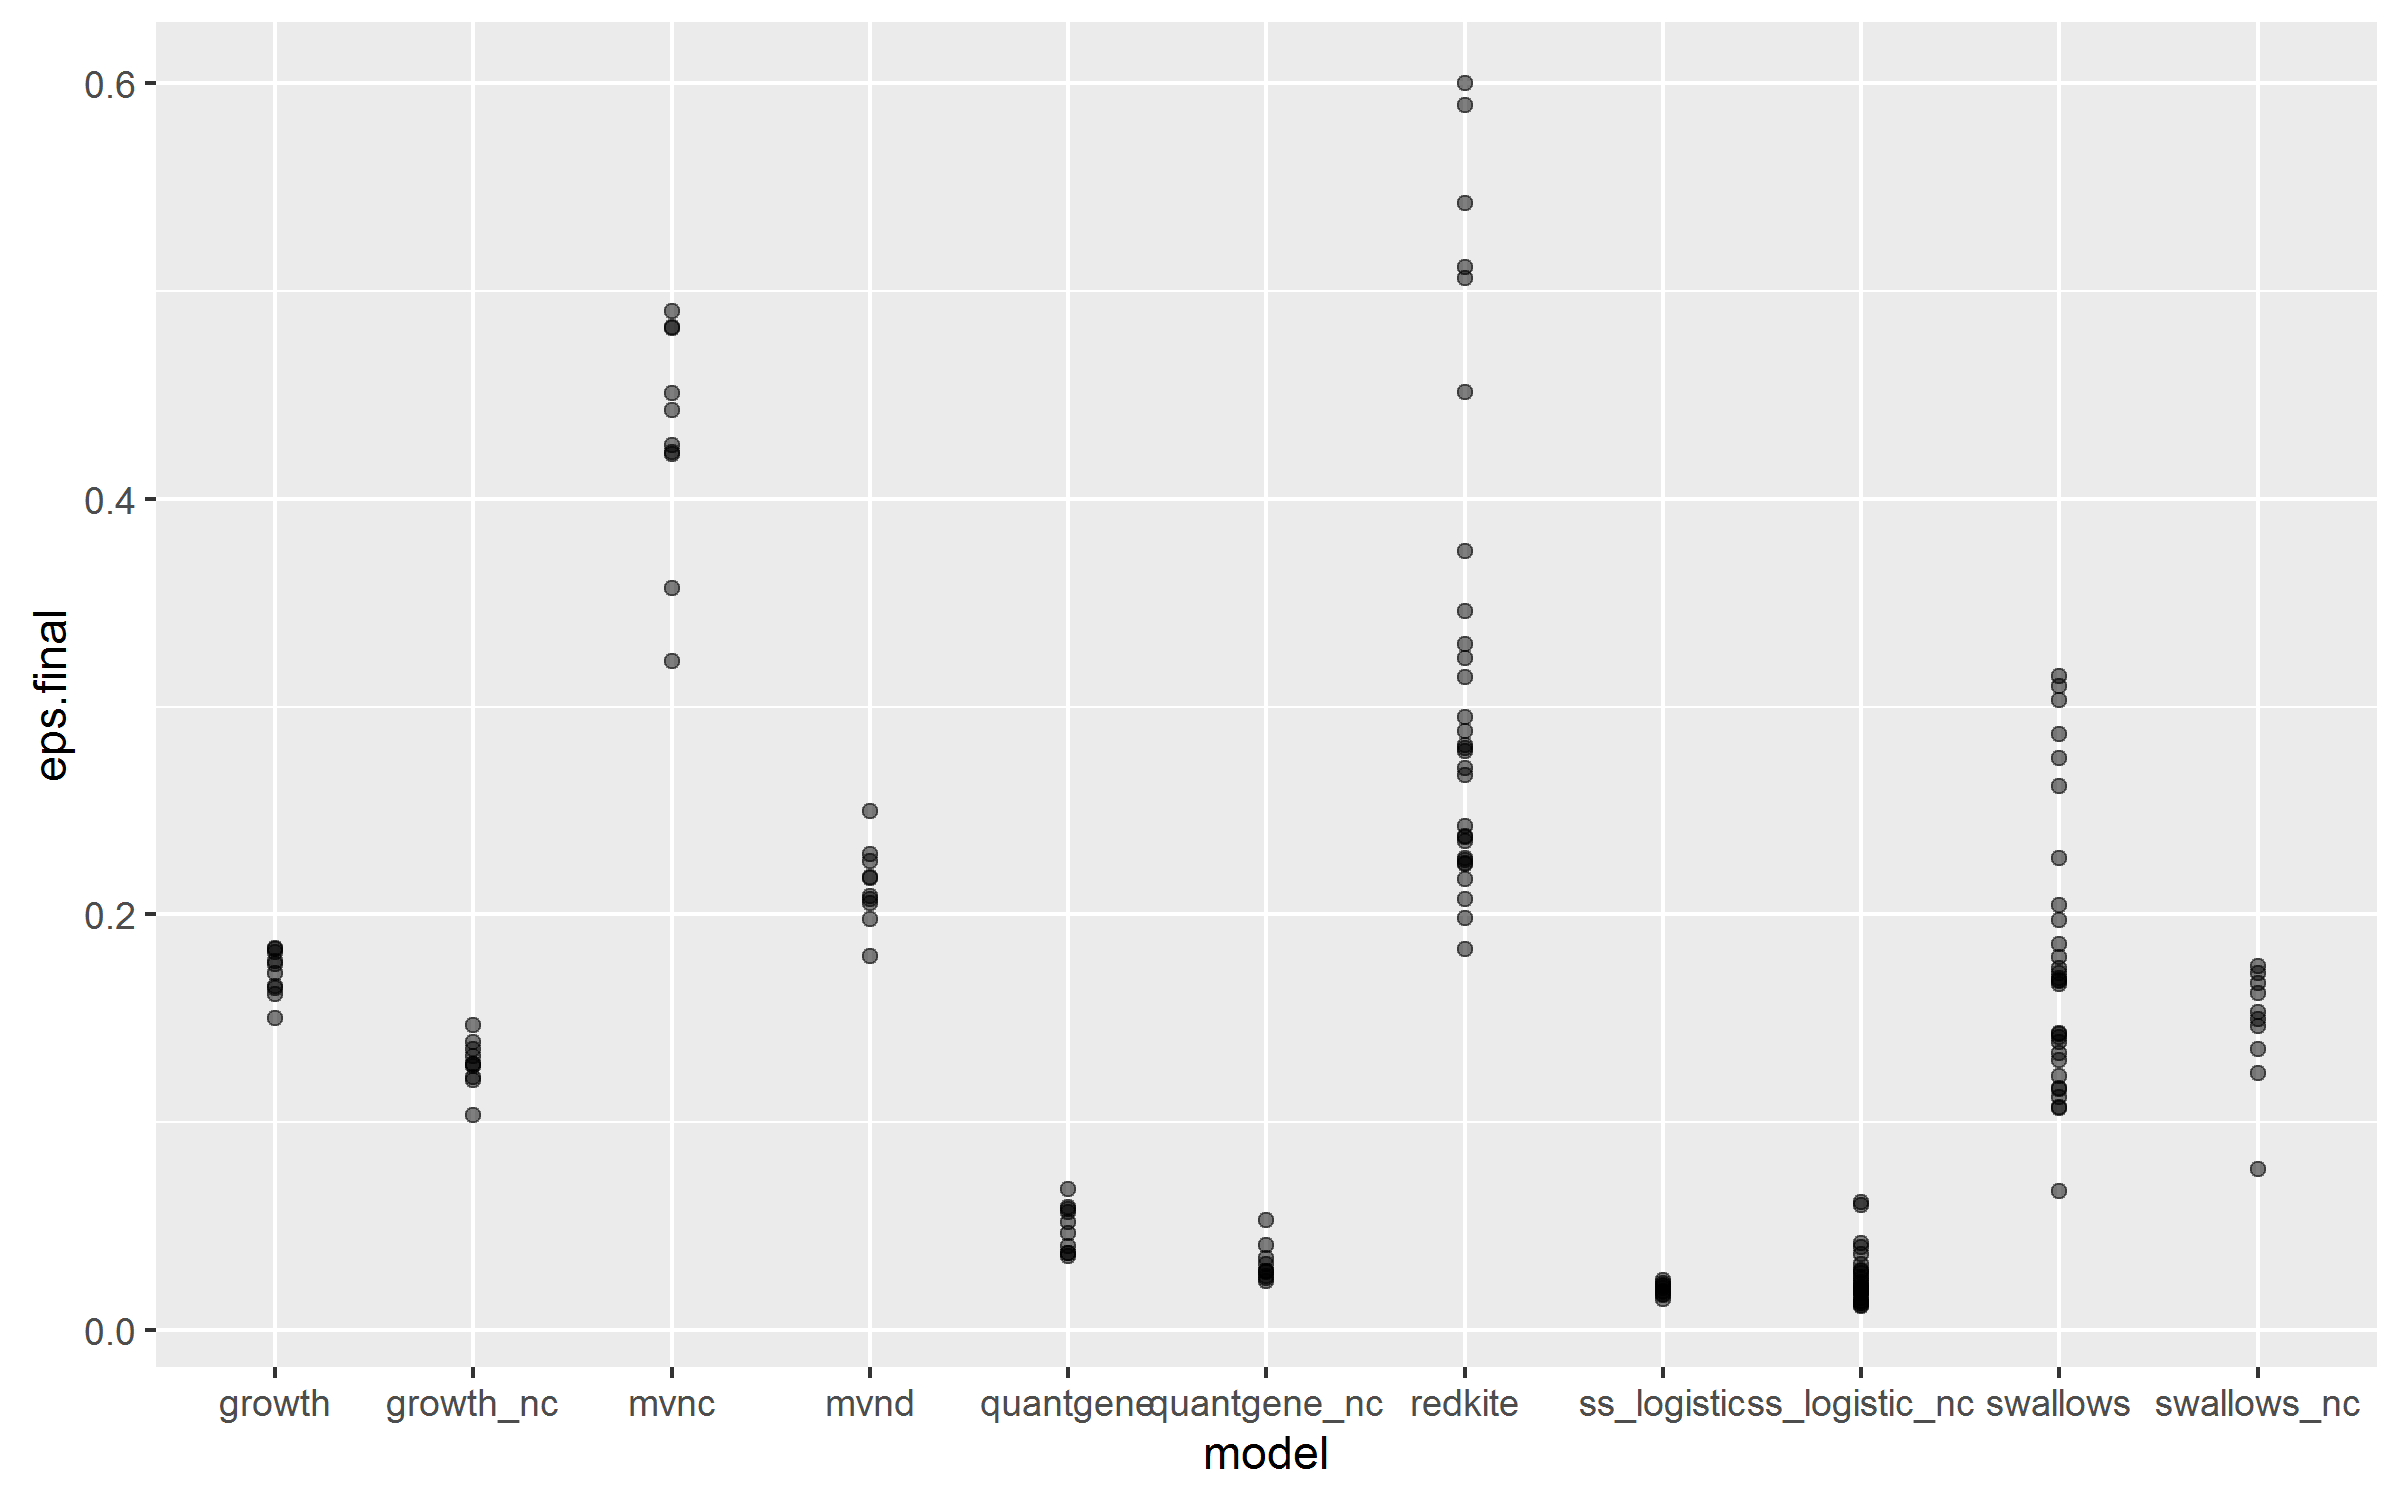 0.6
0.4
0.2
0.0
eps.final
growth growth_nc mvnc mvnd quantgene quantgene_nc redkite ss_logistic ss_logistic_nc swallows swallows_nc
model